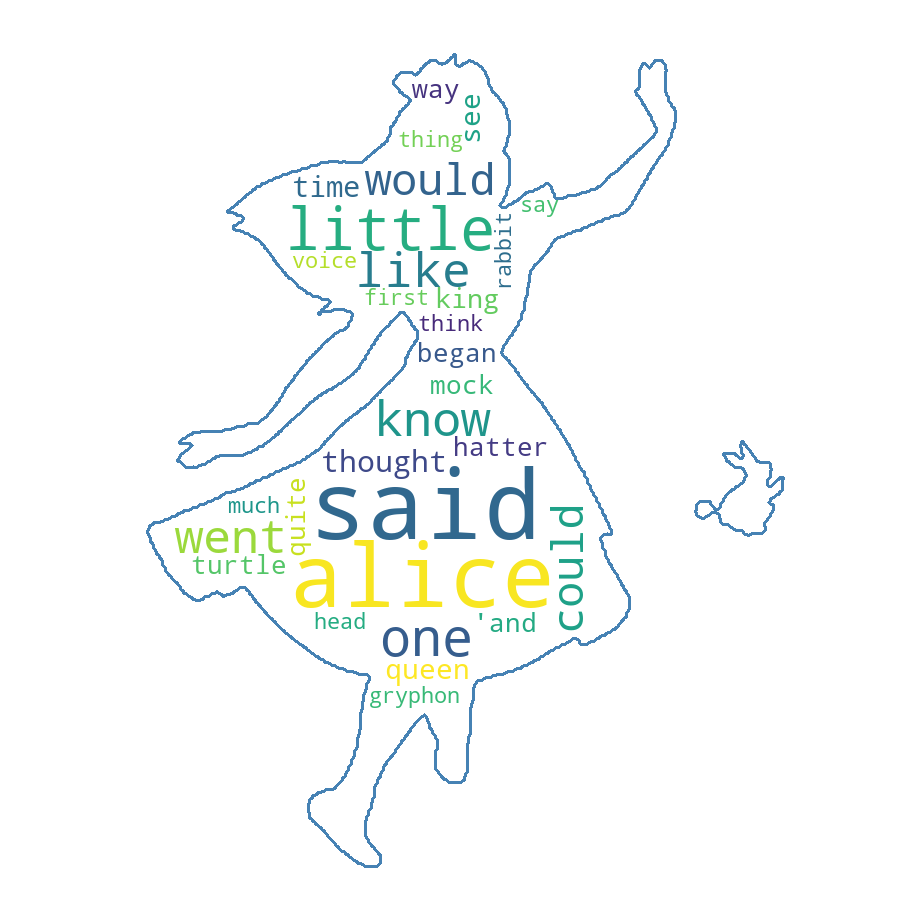 way
see
thing
time
would
say
little
rabbit
voice
like
first
king
think
began
mock
know
hatter
thought
said
much
quite
went
could
turtle
alice
head
one
'and
queen
gryphon